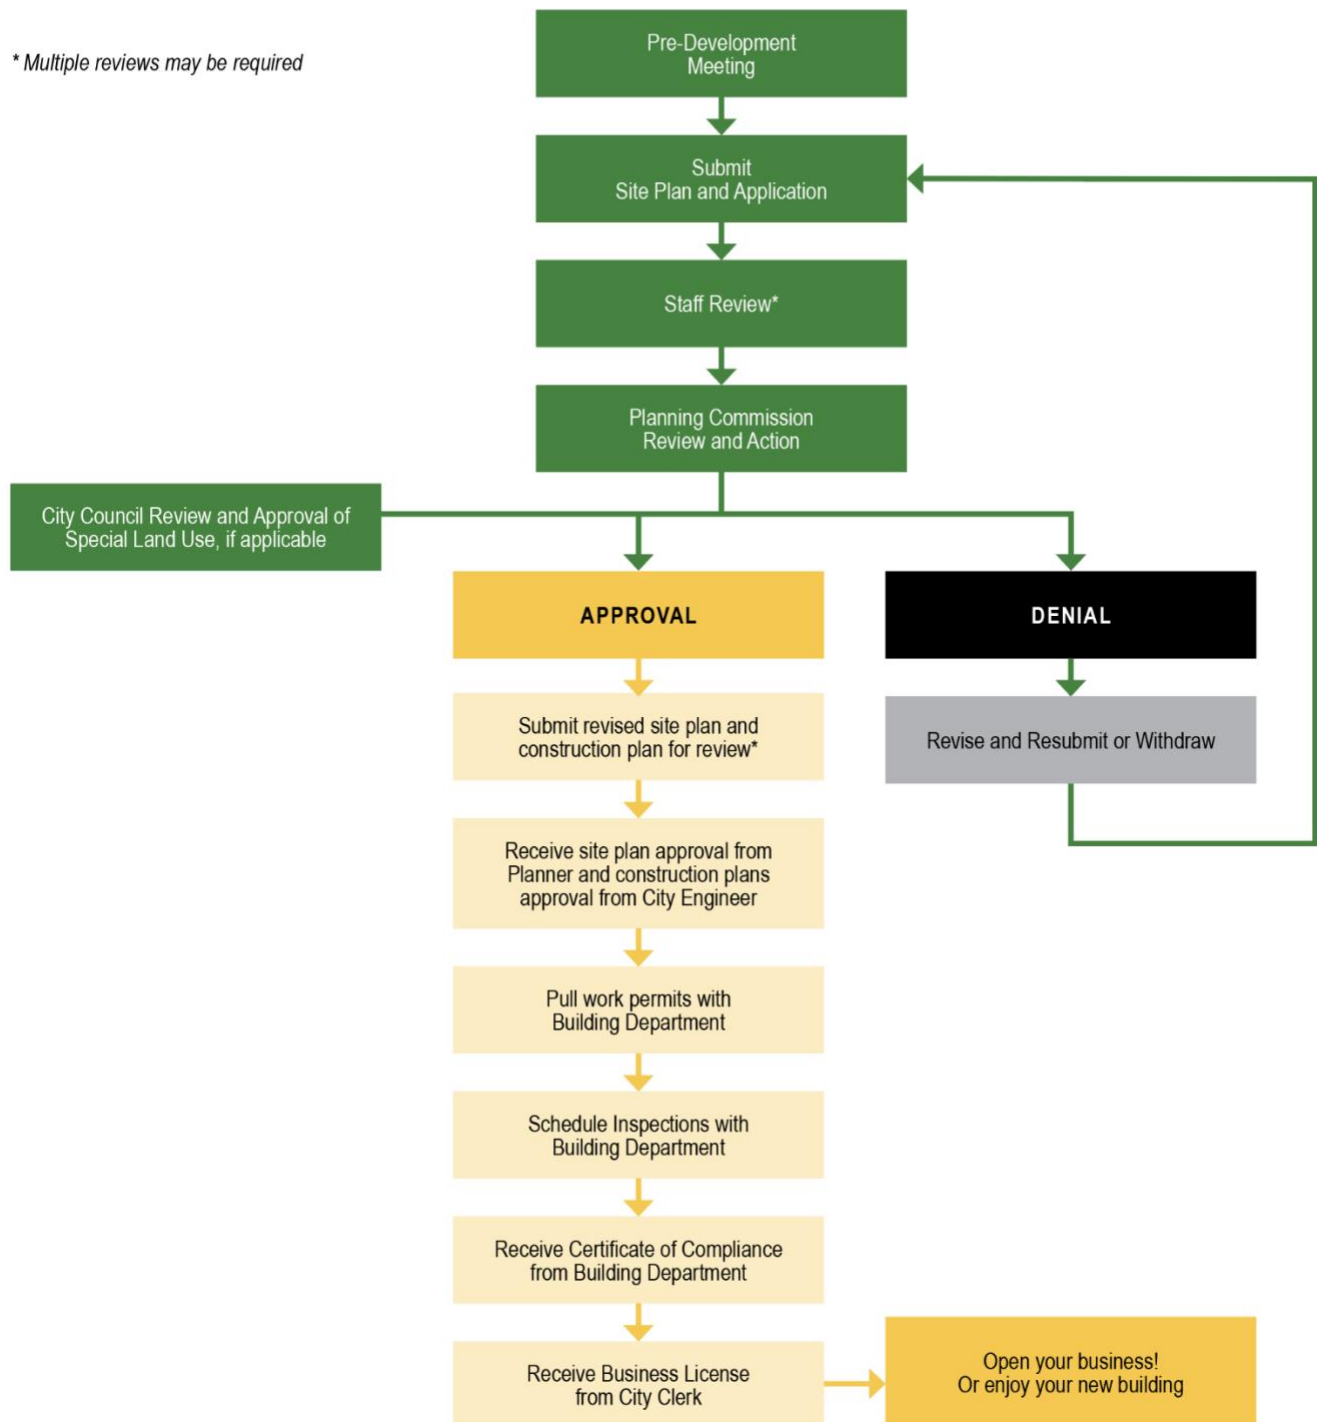 * Multiple reviews may be required
Pre-Development
Meeting
Submit
Site Plan and Application
Staff Review*
Planning Commission
Review and Action
City Council Review and Approval of
Special Land Use, if applicable
APPROVAL
DENIAL
Submit revised site plan and
construction plan for review*
Revise and Resubmit or Withdraw
Receive site plan approval from
Planner and construction plans
approval from City Engineer
Pull work permits with
Building Department
Schedule Inspections with
Building Department
Receive Certificate of Compliance
from Building Department
Receive Business License
from City Clerk
Open your business!
Or enjoy your new building